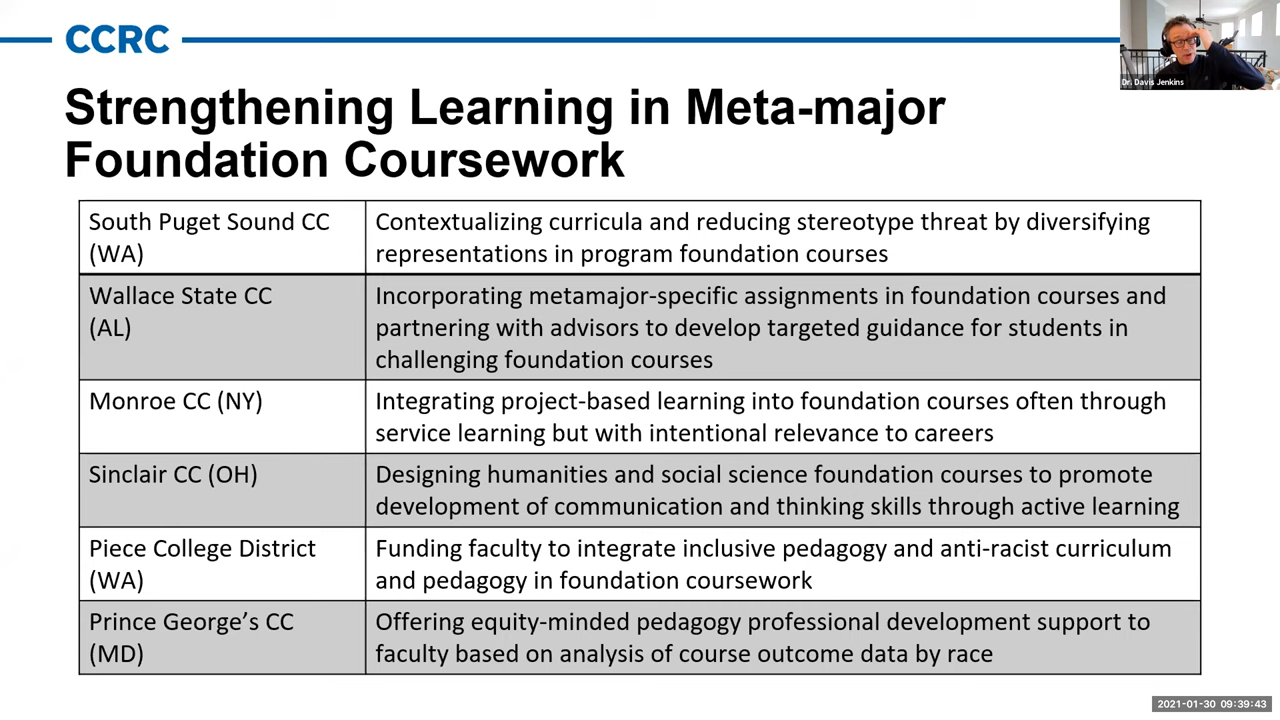 CCRC
Dr. Davis Jenkins
Strengthening Learning in Meta-major
Foundation Coursework
South Puget Sound CC
(WA)
Contextualizing curricula and reducing stereotype threat by diversifying
representations in program foundation courses
Wallace State CC
(AL)
Incorporating metamajor-specific assignments in foundation courses and
partnering with advisors to develop targeted guidance for students in
challenging foundation courses
Monroe CC (NY)
Integrating project-based learning into foundation courses often through
service learning but with intentional relevance to careers
Sinclair CC (OH)
Designing humanities and social science foundation courses to promote
development of communication and thinking skills through active learning
Piece College District
(WA)
Funding faculty to integrate inclusive pedagogy and anti-racist curriculum
and pedagogy in foundation coursework
Prince George’s CC
(MD)
Offering equity-minded pedagogy professional development support to
faculty based on analysis of course outcome data by race
2021-01-30 09:39:43